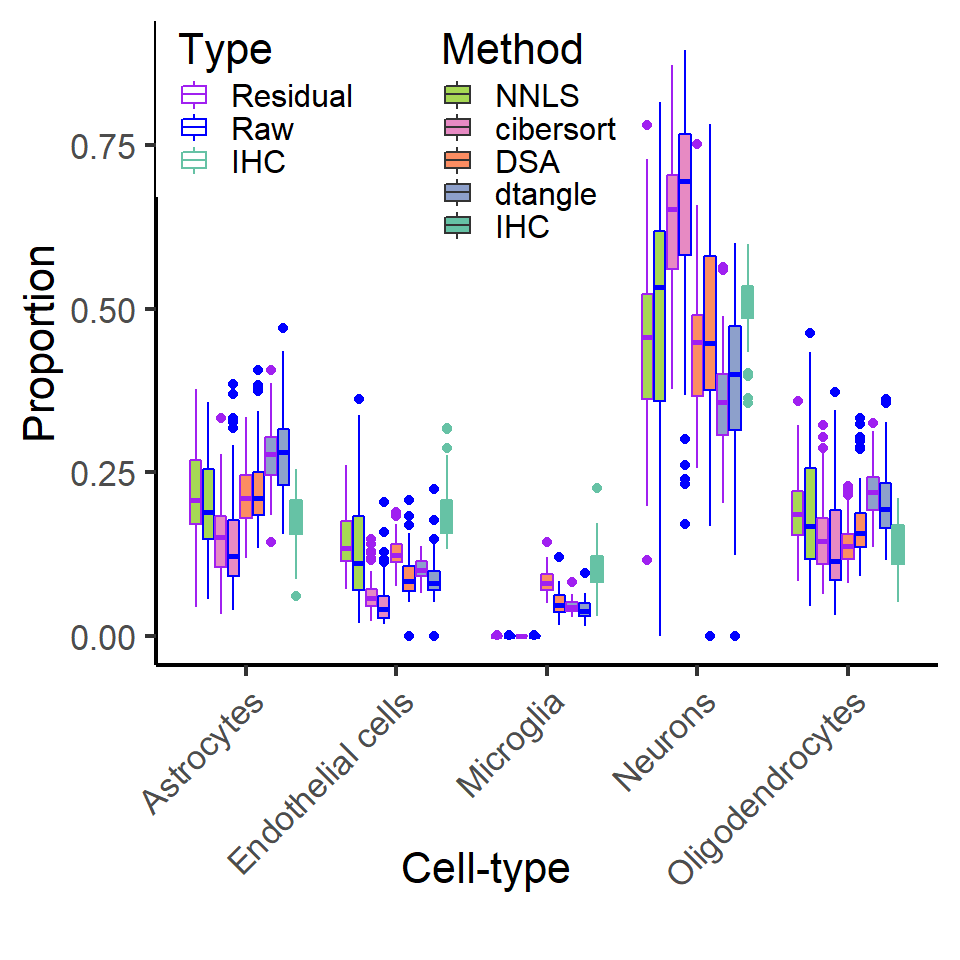 Type
Residual
Raw
IHC
Method
NNLS
cibersort
DSA
dtangle
IHC
Proportion
0.75
0.50
0.25
0.00
Astrocytes
Endothelial cells
Microglia
Neurons
Oligodendrocytes
Cell-type